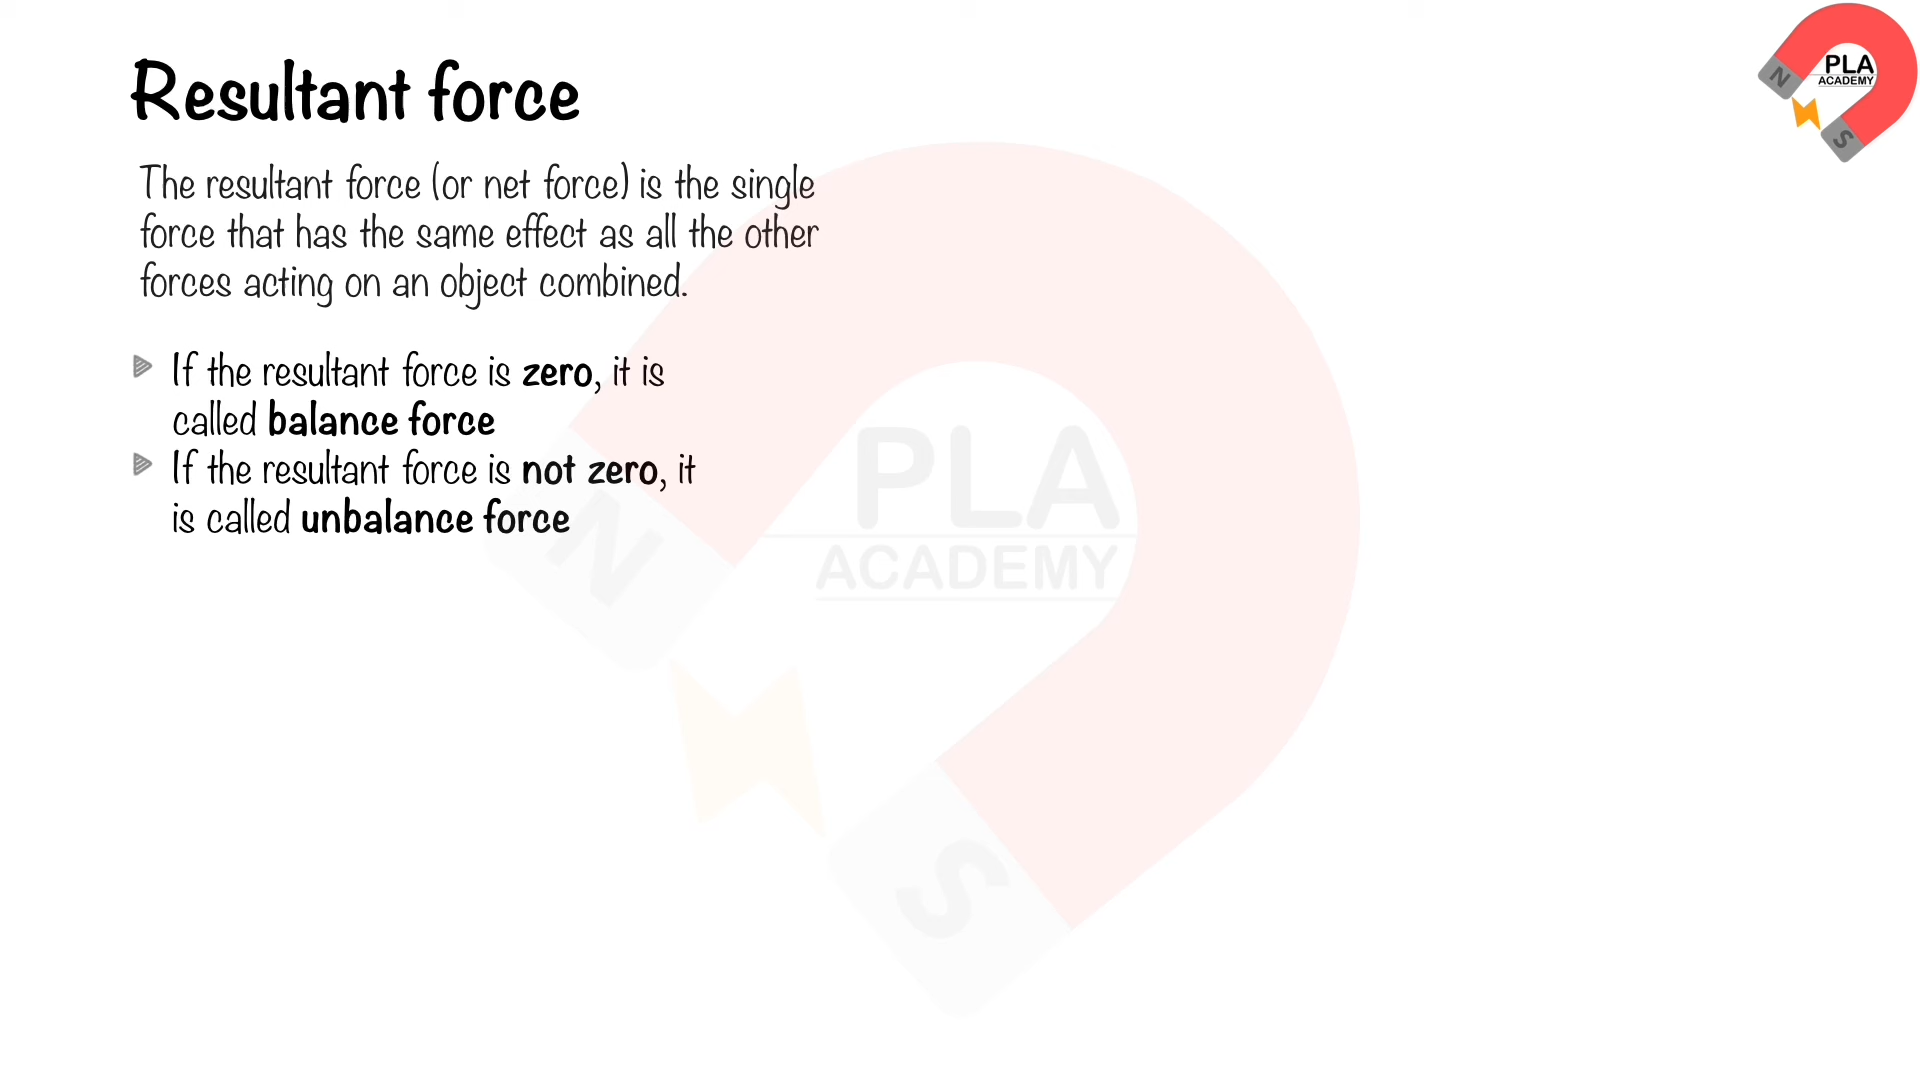 Resultant force
The resultant force (or net force) is the single
force that has the same effect as all the other
forces acting on an object combined.
If the resultant force is zero, it is
called balance force
If the resultant force is not zero, it
is called unbalance force
PLA
ACADEMY
N
S
PLA
ACADEMY
N
S